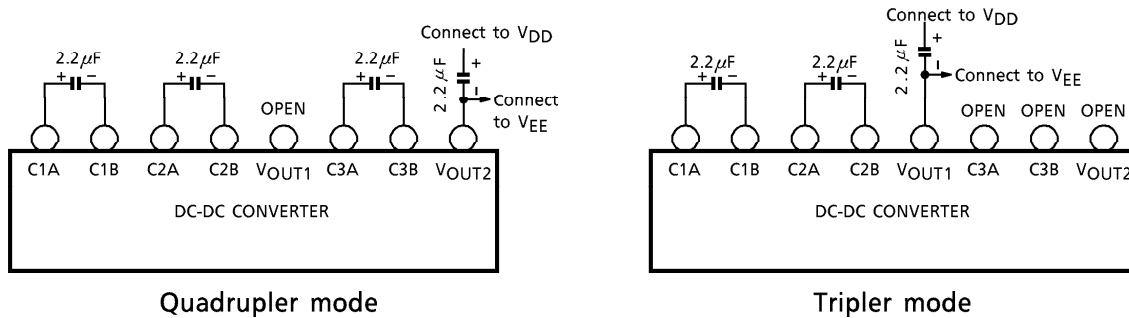 Connect to VDD
2.2μF
+ −
2.2μF
+ −
2.2μF
+ −
2.2μF
+
−
Connect
to VEE
OPEN
C1A C1B C2A C2B VOUT1 C3A C3B VOUT2
DC-DC CONVERTER
Quadrupler mode
Connect to VDD
2.2μF
+ −
2.2μF
+ −
2.2μF
+
−
Connect to VEE
OPEN OPEN OPEN
C1A C1B C2A C2B VOUT1 C3A C3B VOUT2
DC-DC CONVERTER
Tripler mode